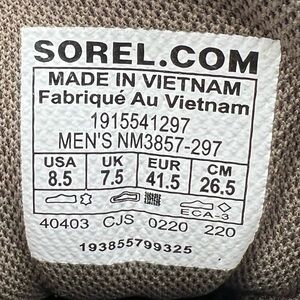 SOREL.COM
MADE IN VIETNAM
Fabriqué Au Vietnam
1915541297
MEN'S NM3857-297
USA UK EUR CM
8.5 7.5 41.5 26.5
ECA-3
40403 CJS 0220 220
193855799325